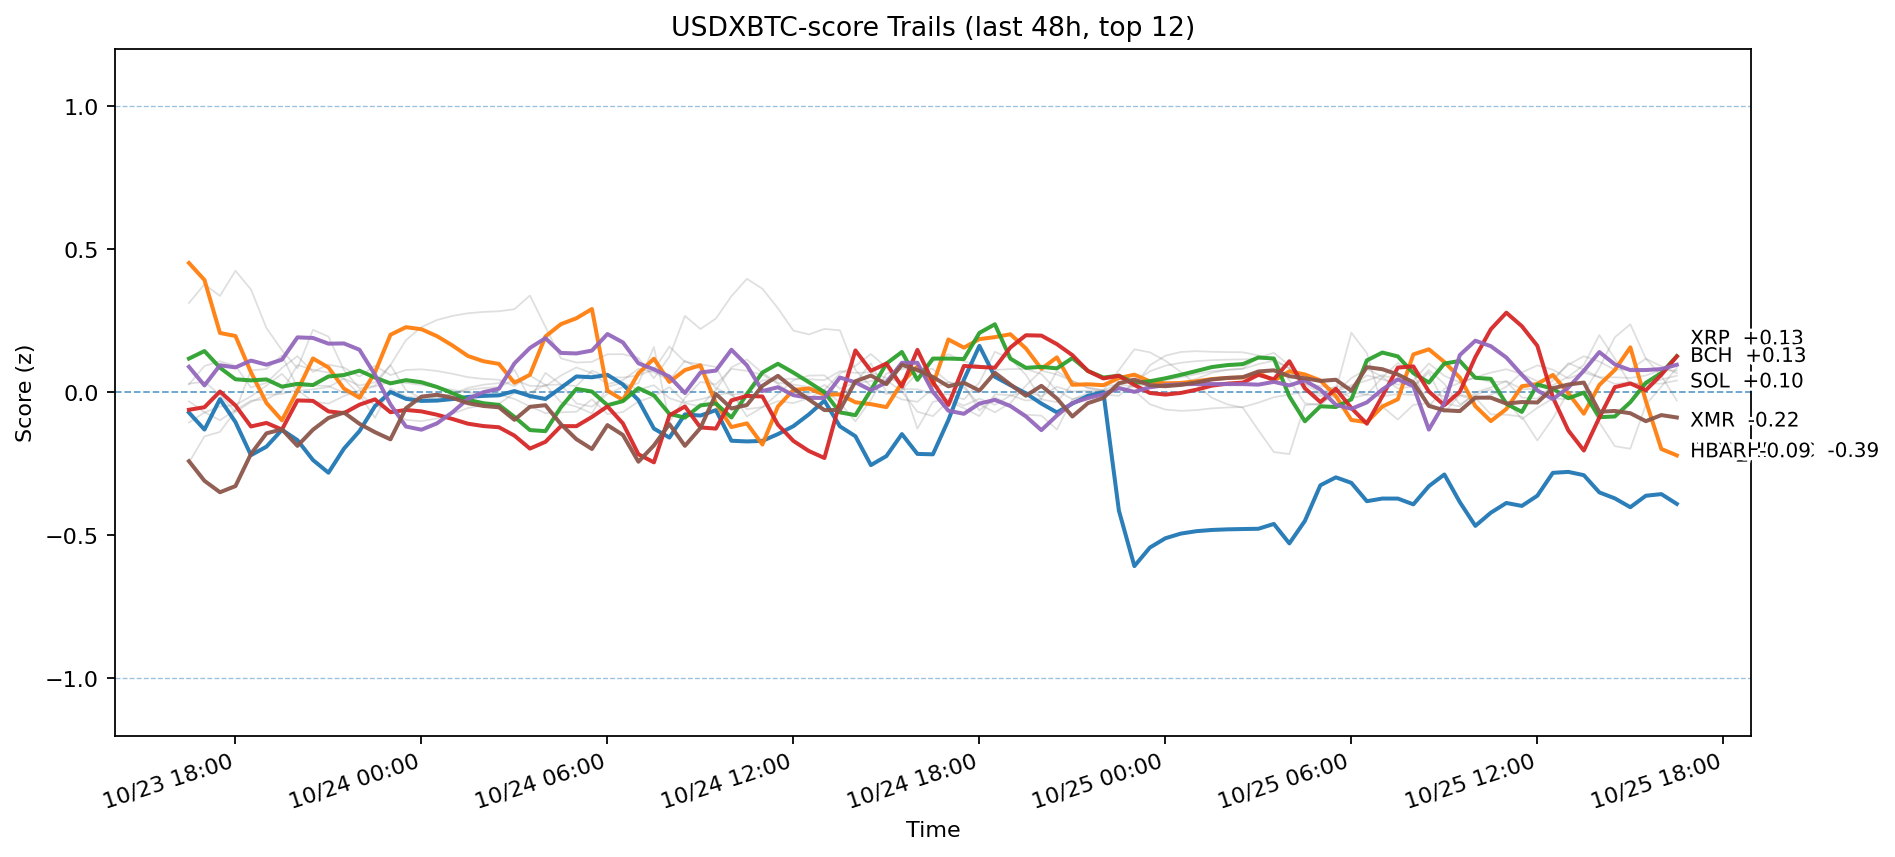 USDXBTC-score Trails (last 48h, top 12)
Score (z)
1.0
0.5
0.0
−0.5
−1.0
XRP +0.13
BCH +0.13
SOL +0.10
XMR -0.22
HBAR -0.09 -0.39
10/23 18:00
10/24 00:00
10/24 06:00
10/24 12:00
10/24 18:00
10/25 00:00
10/25 06:00
10/25 12:00
10/25 18:00
Time